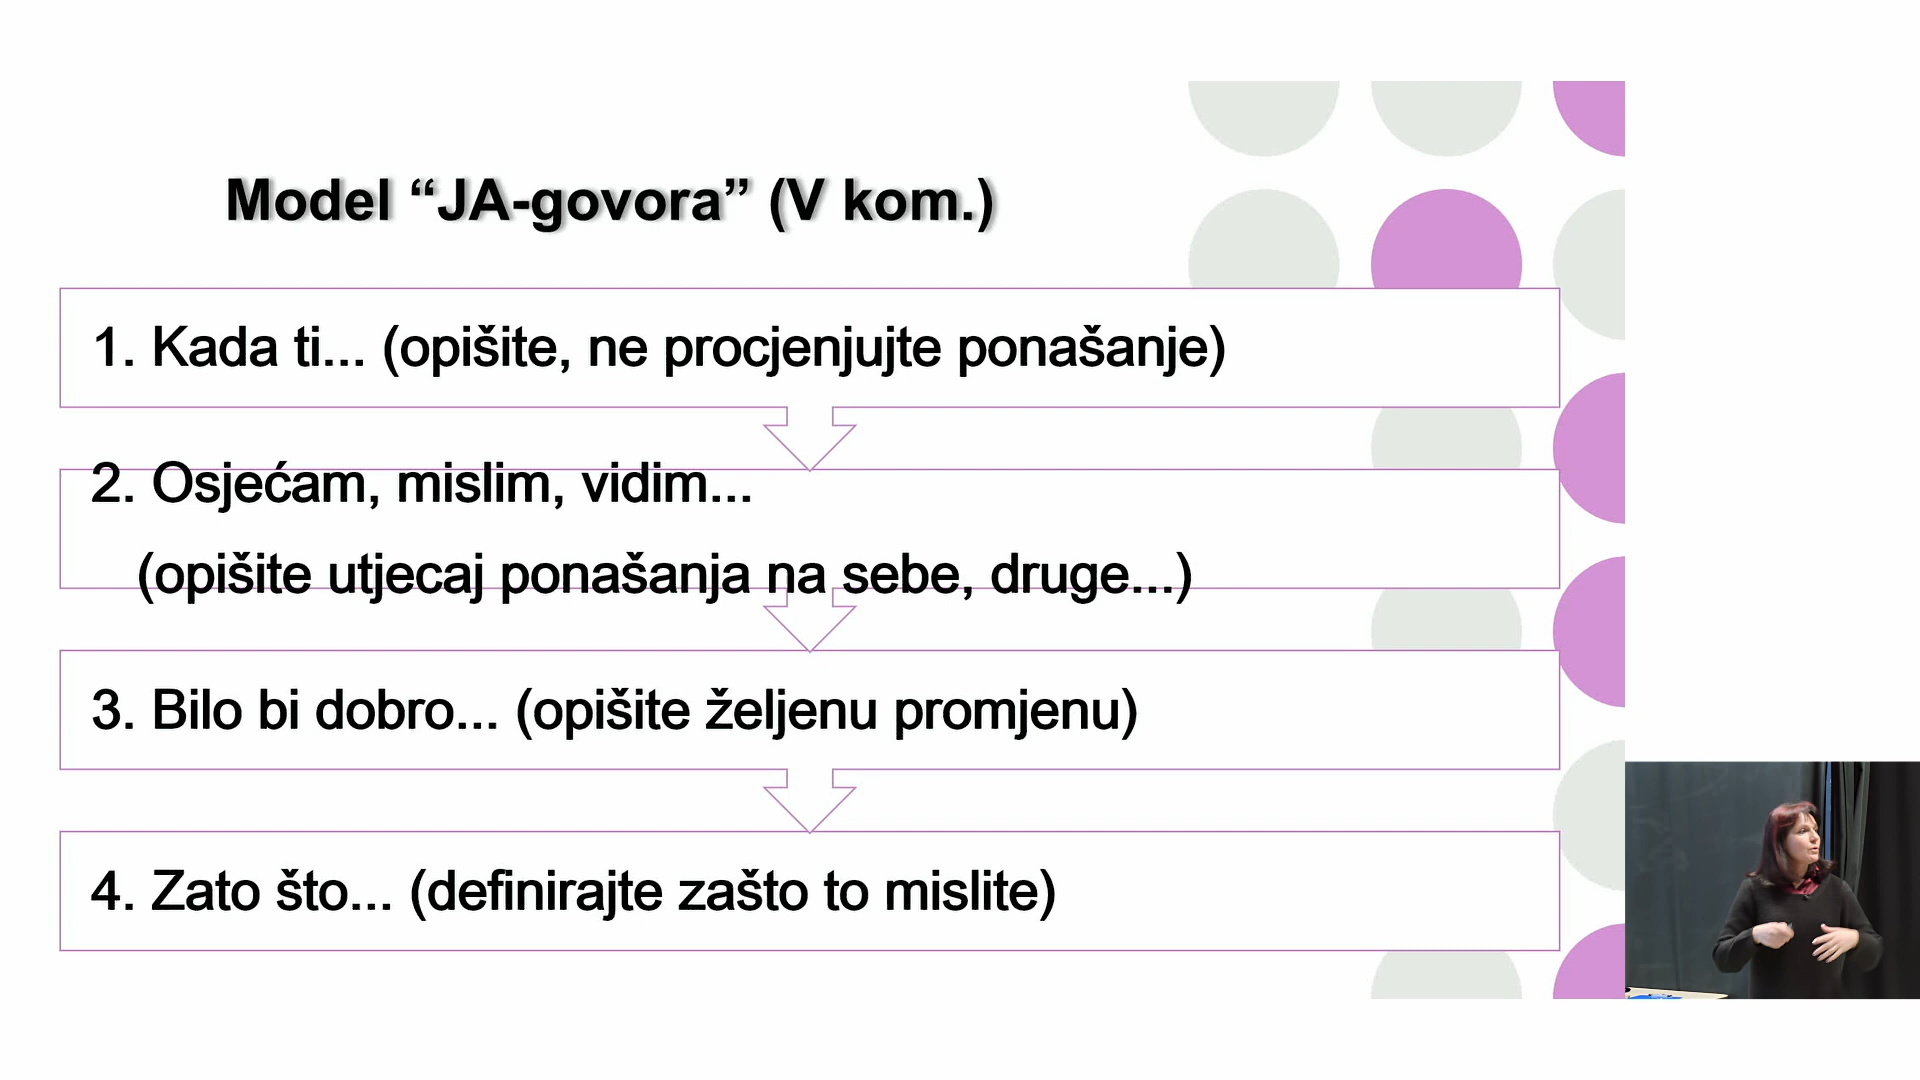 Model “JA-govora” (V kom.)
1. Kada ti... (opišite, ne procjenjujte ponašanje)
2. Osjećam, mislim, vidim...
(opišite utjecaj ponašanja na sebe, druge...)
3. Bilo bi dobro... (opišite željenu promjenu)
4. Zato što... (definirajte zašto to mislite)